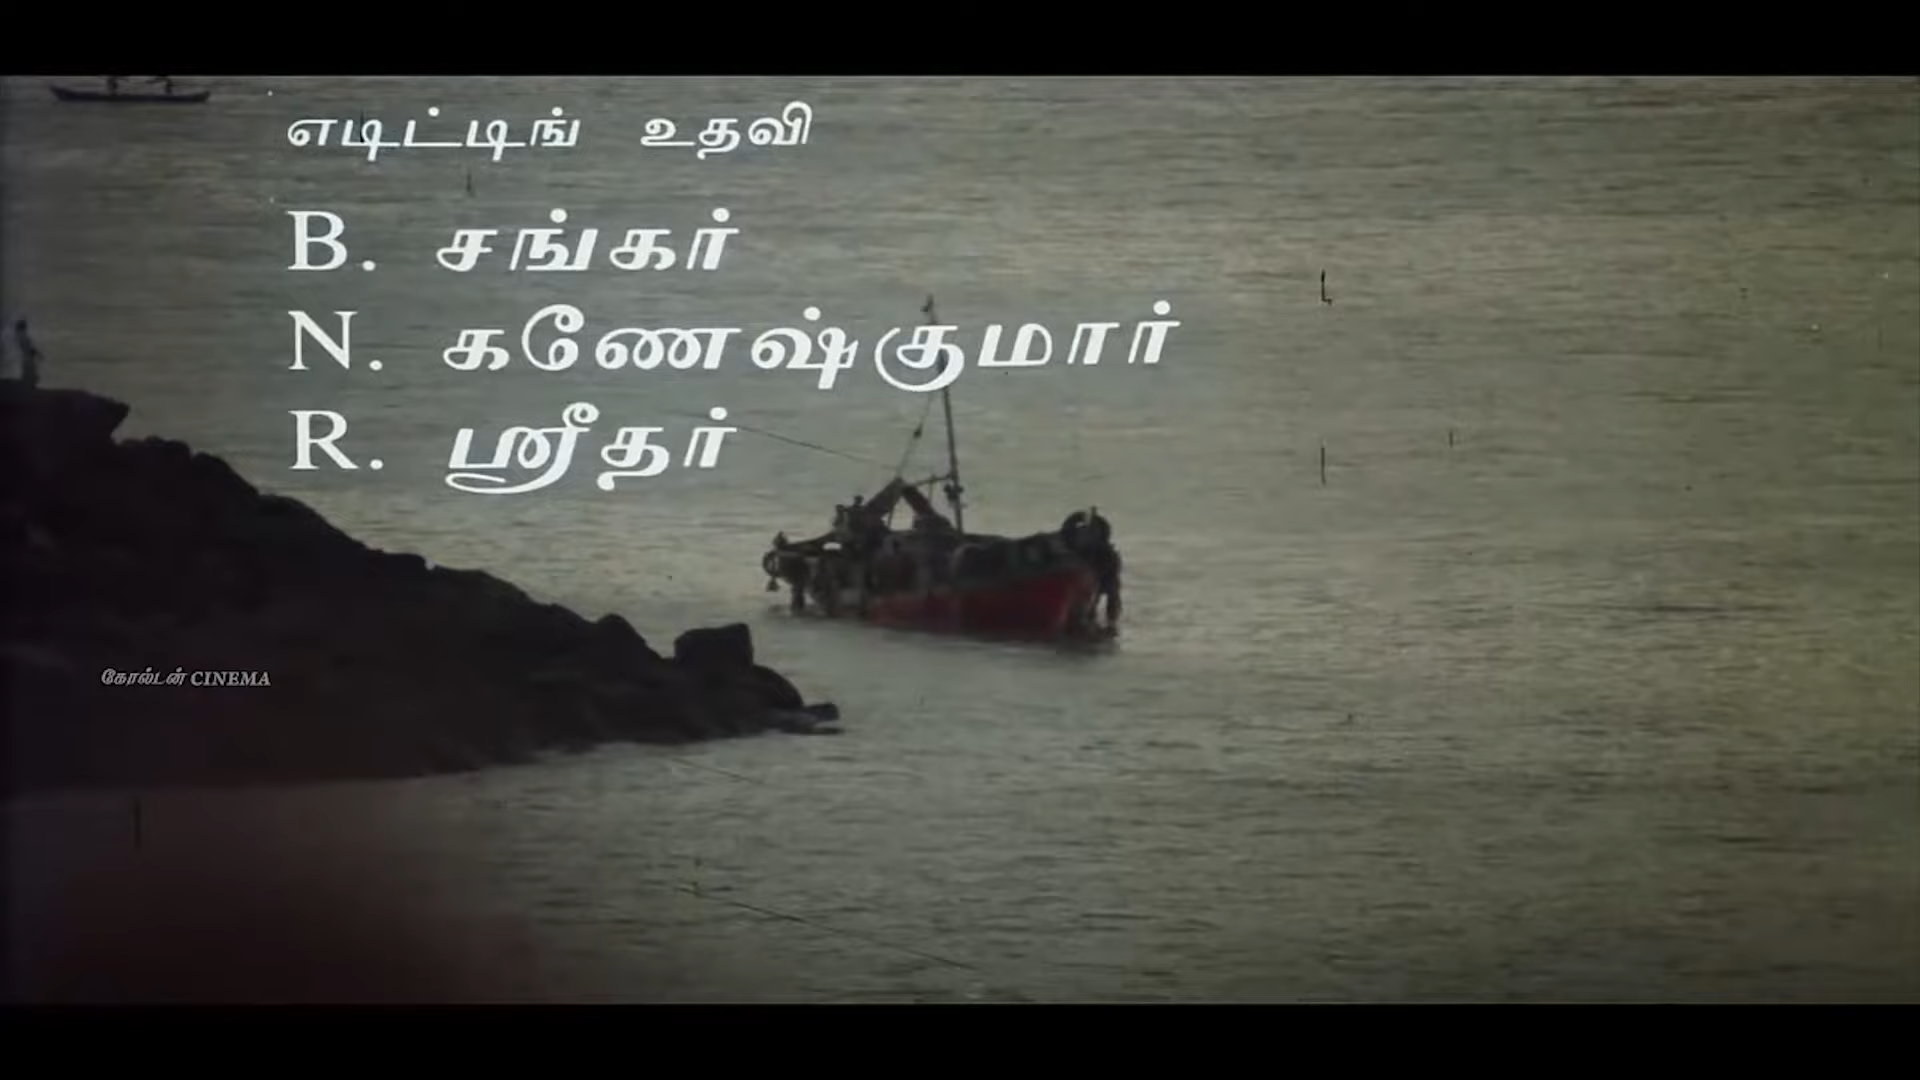 எடிட்டிங் உதவி
B. சங்கர்
N. கணேஷ்குமார்
R. ஸ்ரீதர்
கோல்டன் CINEMA